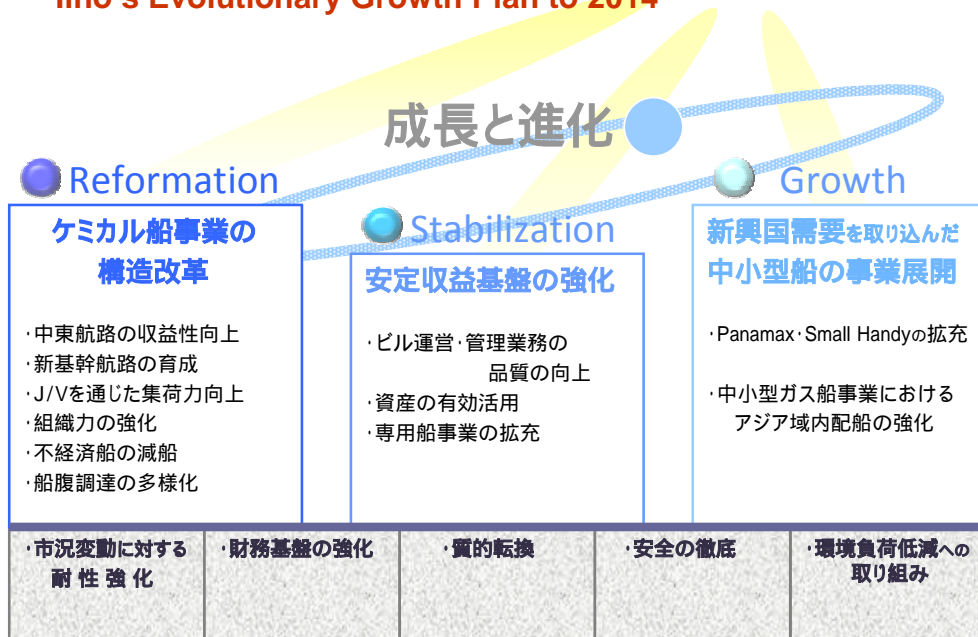 Iino's Evolutionary Growth Plan to 2014
成長と進化
Reformation
ケミカル船事業の
構造改革
･中東航路の収益性向上
･新基幹航路の育成
･J/Vを通じた集荷力向上
･組織力の強化
･不経済船の減船
･船腹調達の多様化
Stabilization
安定収益基盤の強化
･ビル運営･管理業務の
品質の向上
･資産の有効活用
･専用船事業の拡充
Growth
新興国需要を取り込んだ
中小型船の事業展開
･Panamax･Small Handyの拡充
･中小型ガス船事業における
アジア域内配船の強化
･市況変動に対する
耐性強化
･財務基盤の強化
･質的転換
･安全の徹底
･環境負荷低減への
取り組み